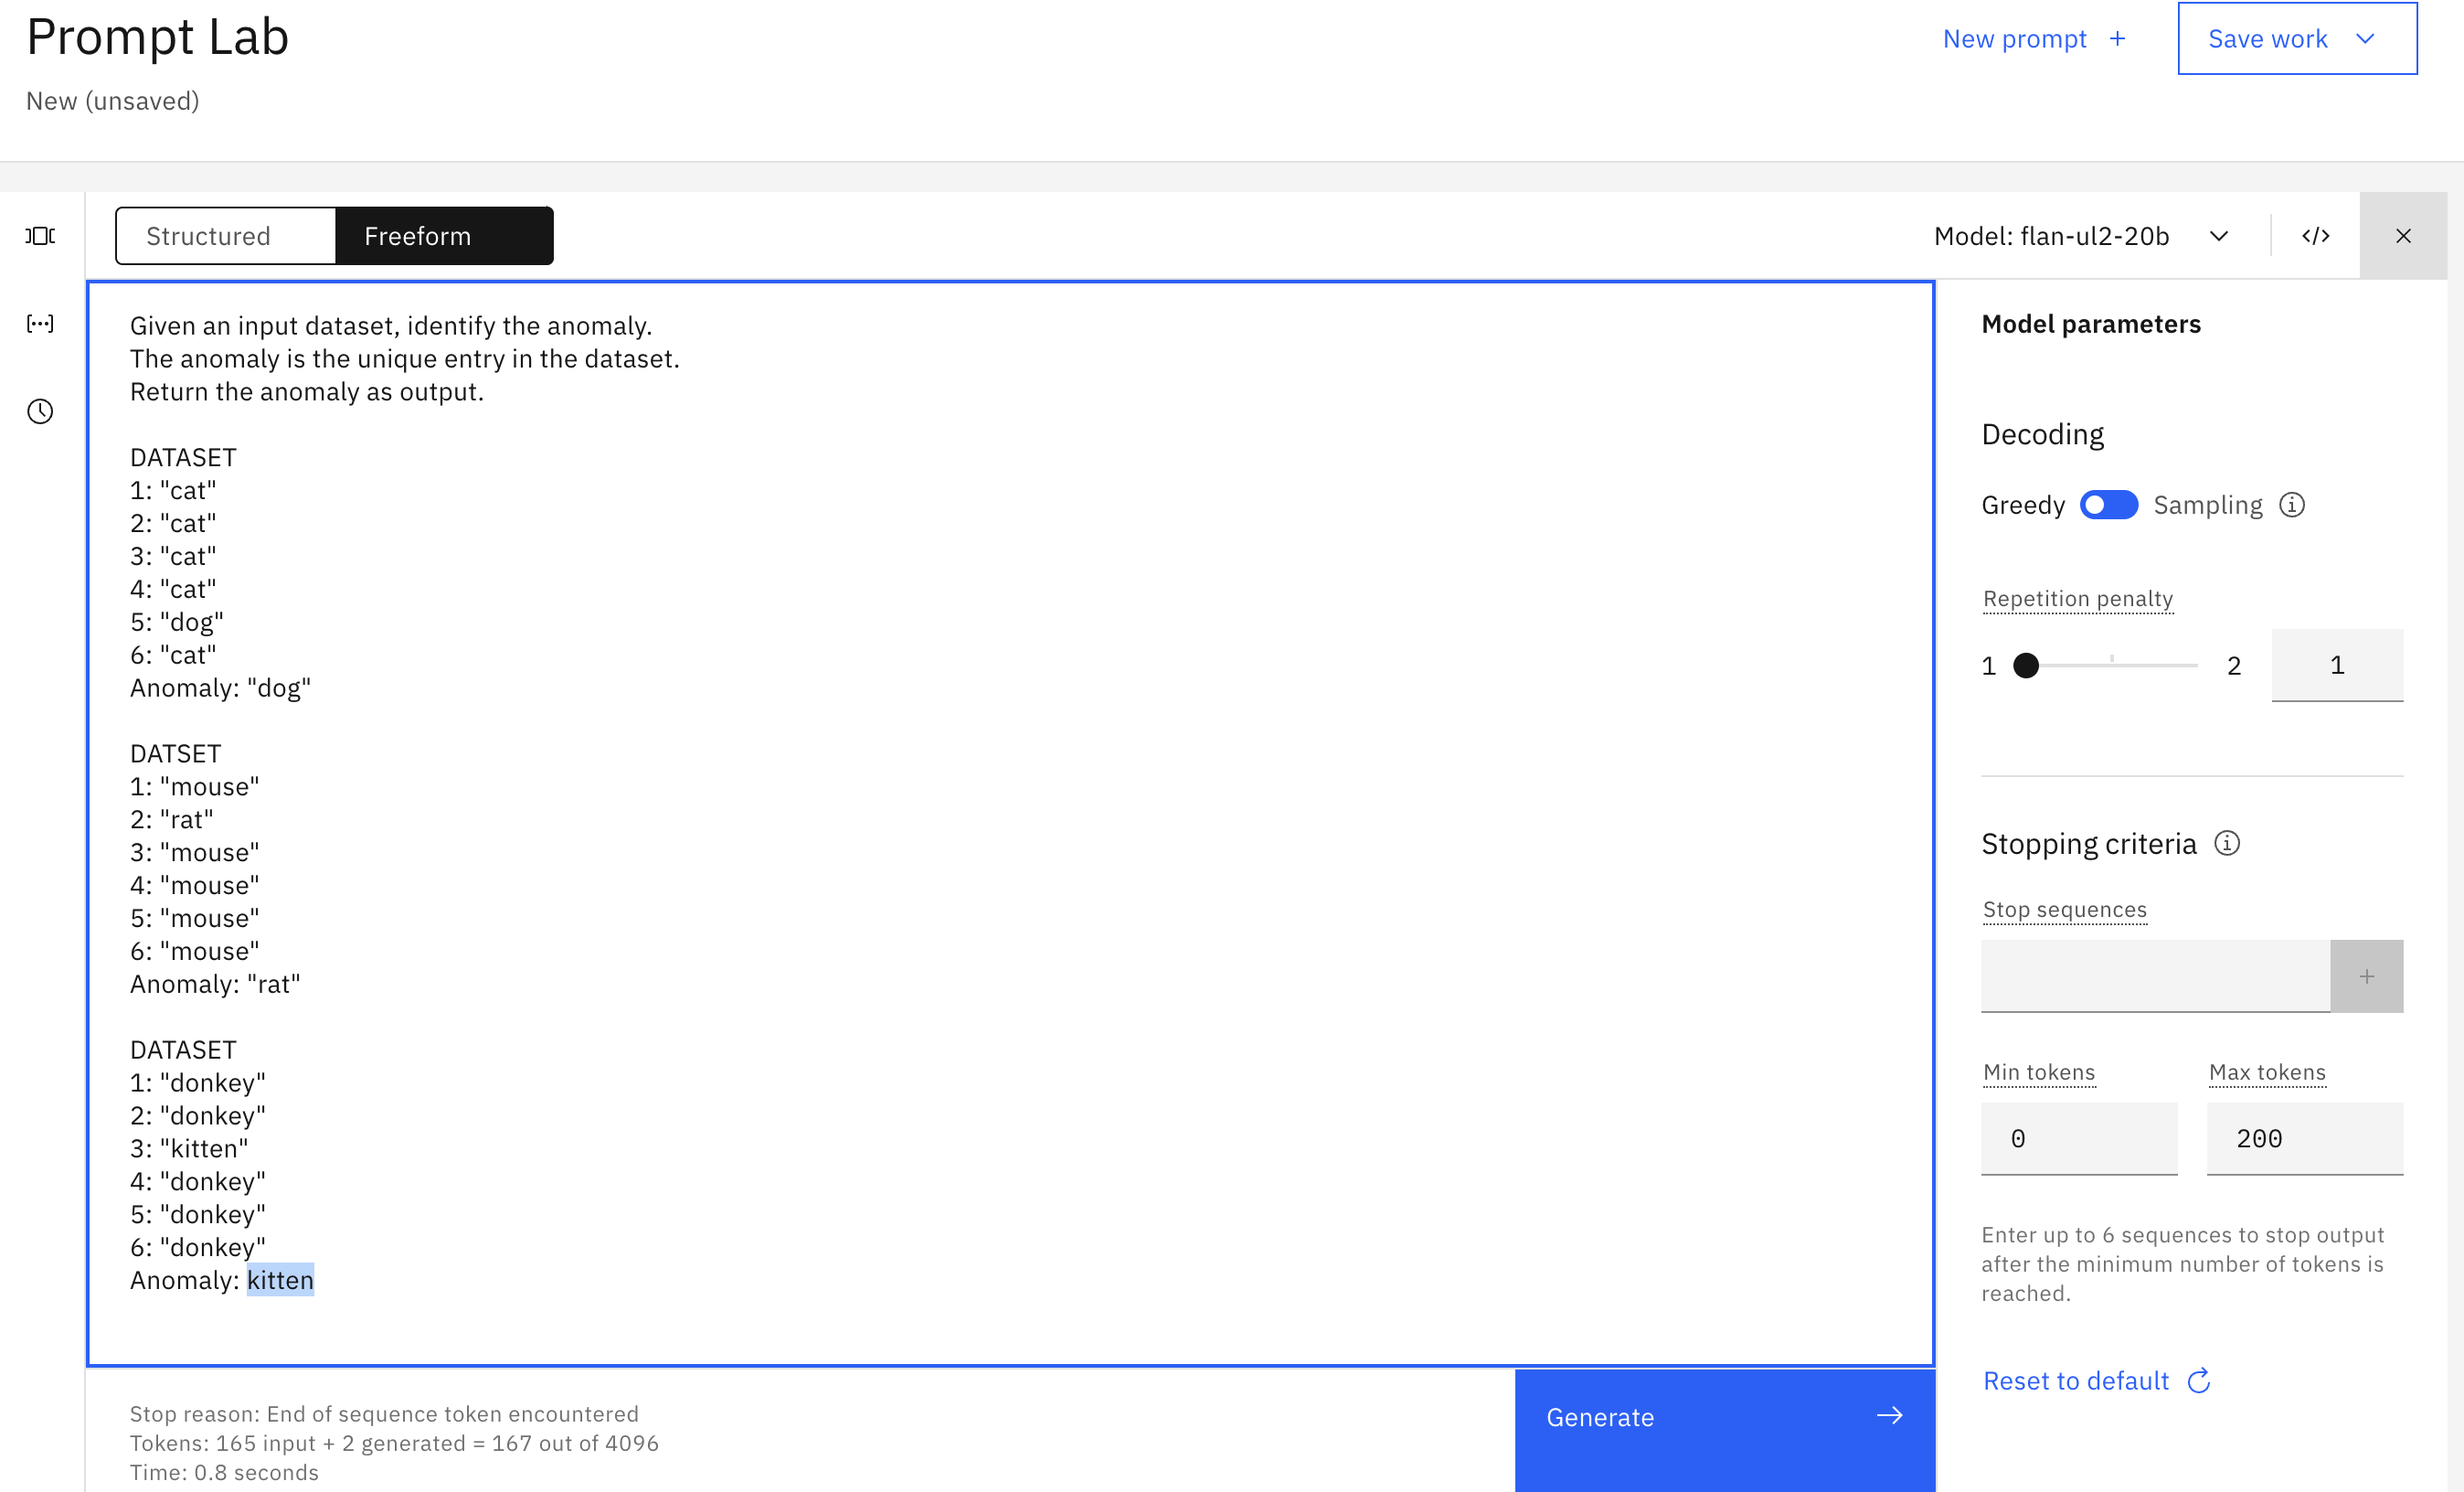 Prompt Lab
New prompt +
Save work
New (unsaved)
Structured
Freeform
Model: flan-ul2-20b
</>
Given an input dataset, identify the anomaly.
The anomaly is the unique entry in the dataset.
Return the anomaly as output.
DATASET
1: "cat"
2: "cat"
3: "cat"
4: "cat"
5: "dog"
6: "cat"
Anomaly: "dog"
DATSET
1: "mouse"
2: "rat"
3: "mouse"
4: "mouse"
5: "mouse"
6: "mouse"
Anomaly: "rat"
DATASET
1: "donkey"
2: "donkey"
3: "kitten"
4: "donkey"
5: "donkey"
6: "donkey"
Anomaly: kitten
Stop reason: End of sequence token encountered
Tokens: 165 input + 2 generated = 167 out of 4096
Time: 0.8 seconds
Generate
Model parameters
Decoding
Greedy Sampling
Repetition penalty
1 2 1
Stopping criteria
Stop sequences
+
Min tokens Max tokens
0 200
Enter up to 6 sequences to stop output
after the minimum number of tokens is
reached.
Reset to default